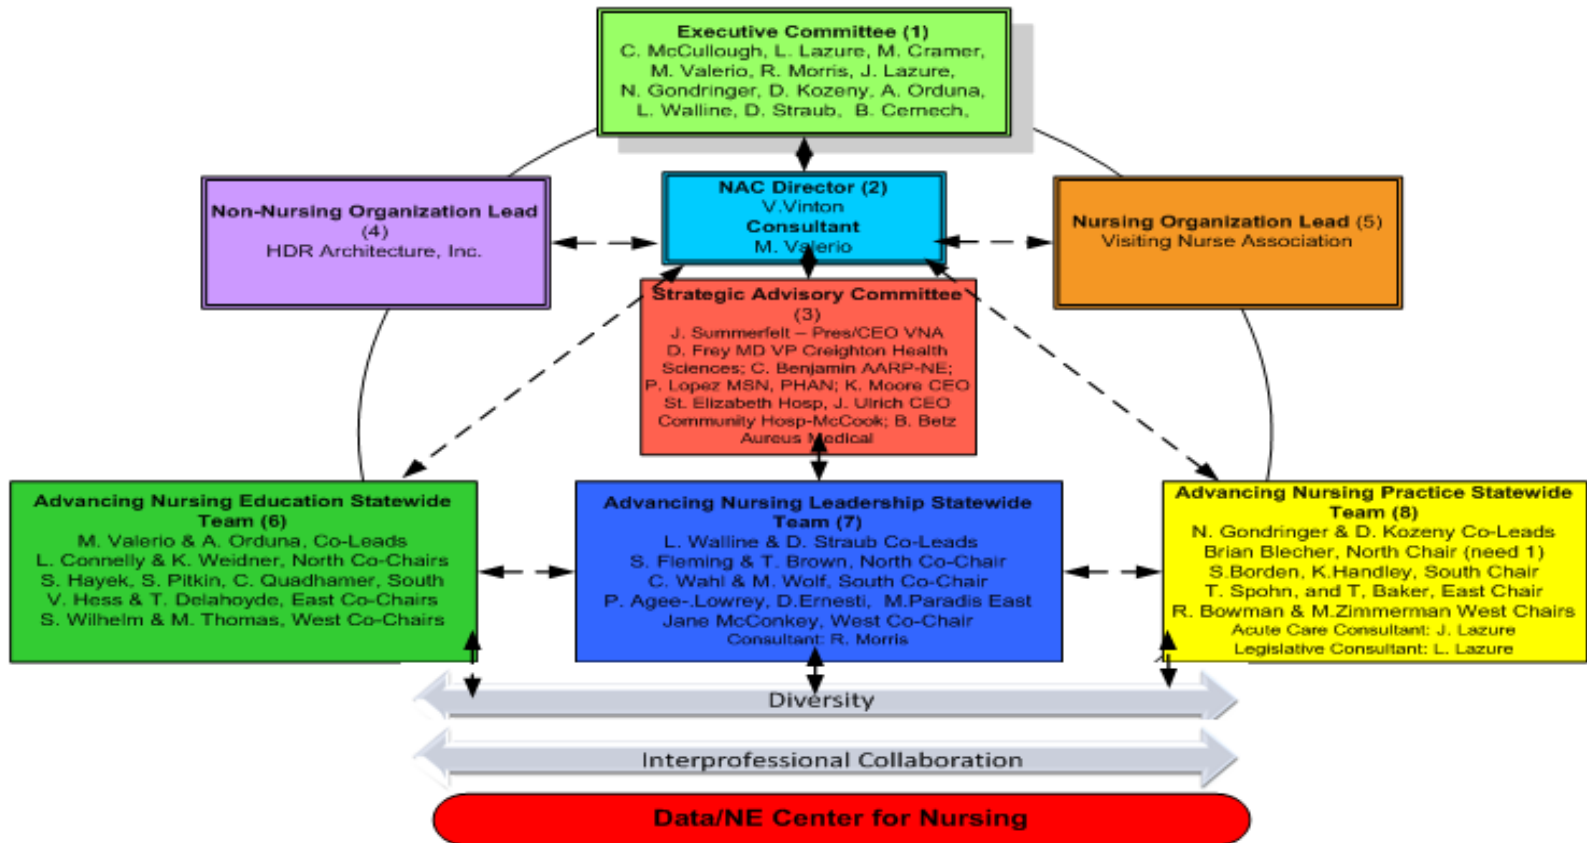 Executive Committee (1)
C. McCullough, L. Lazure, M. Cramer,
M. Valerio, R. Morris, J. Lazure,
N. Gondringer, D. Kozeny, A. Orduna,
L. Walline, D. Straub,  B. Cernech,
Non-Nursing Organization Lead
(4)
HDR Architecture, Inc.
NAC Director (2)
V.Vinton
Consultant
M. Valerio
Nursing Organization Lead (5)
Visiting Nurse Association
Strategic Advisory Committee
(3)
J. Summerfelt – Pres/CEO VNA
D. Frey MD VP Creighton Health
Sciences; C. Benjamin AARP-NE;
P. Lopez MSN, PHAN; K. Moore CEO
St. Elizabeth Hosp, J. Ulrich CEO
Community Hosp-McCook; B. Betz
Aureus Medical
Advancing Nursing Education Statewide
Team (6)
M. Valerio & A. Orduna, Co-Leads
L. Connelly & K. Weidner, North Co-Chairs
S. Hayek, S. Pitkin, C. Quadhamer, South
V. Hess & T. Delahoyde, East Co-Chairs
S. Wilhelm & M. Thomas, West Co-Chairs
Advancing Nursing Leadership Statewide
Team (7)
L. Walline & D. Straub Co-Leads
S. Fleming & T. Brown, North Co-Chair
C. Wahl & M. Wolf, South Co-Chair
P. Agee-.Lowrey, D.Ernesti,  M.Paradis East
Jane McConkey, West Co-Chair
Consultant: R. Morris
Advancing Nursing Practice Statewide
Team (8)
N. Gondringer & D. Kozeny Co-Leads
Brian Blecher, North Chair (need 1)
S.Borden, K.Handley, South Chair
T. Spohn, and T, Baker, East Chair
R. Bowman & M.Zimmerman West Chairs
Acute Care Consultant: J. Lazure
Legislative Consultant: L. Lazure
Diversity
Interprofessional Collaboration
Data/NE Center for Nursing